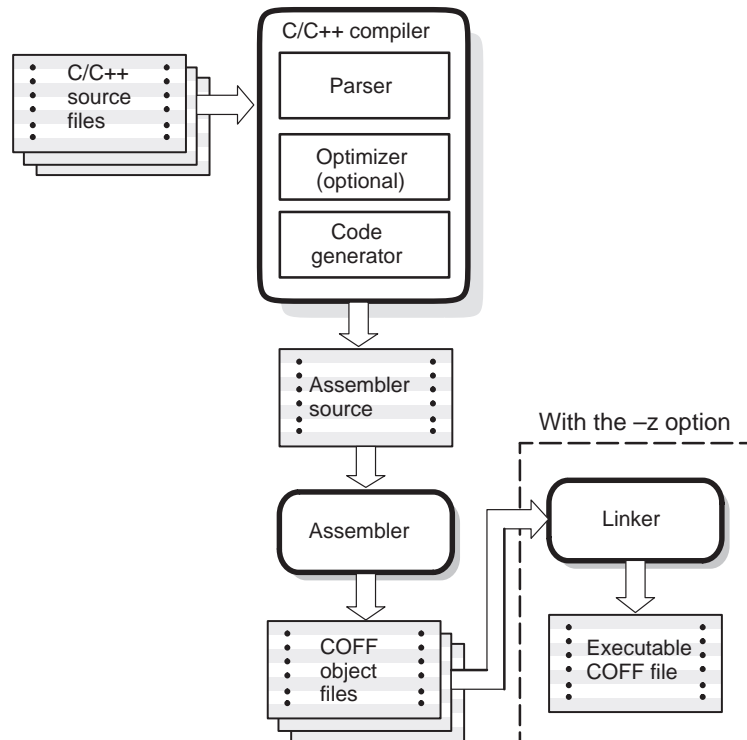 C/C++ compiler
C/C++
source
files
Parser
Optimizer
(optional)
Code
generator
Assembler
source
With the –z option
Assembler
Linker
COFF
object
files
Executable
COFF file